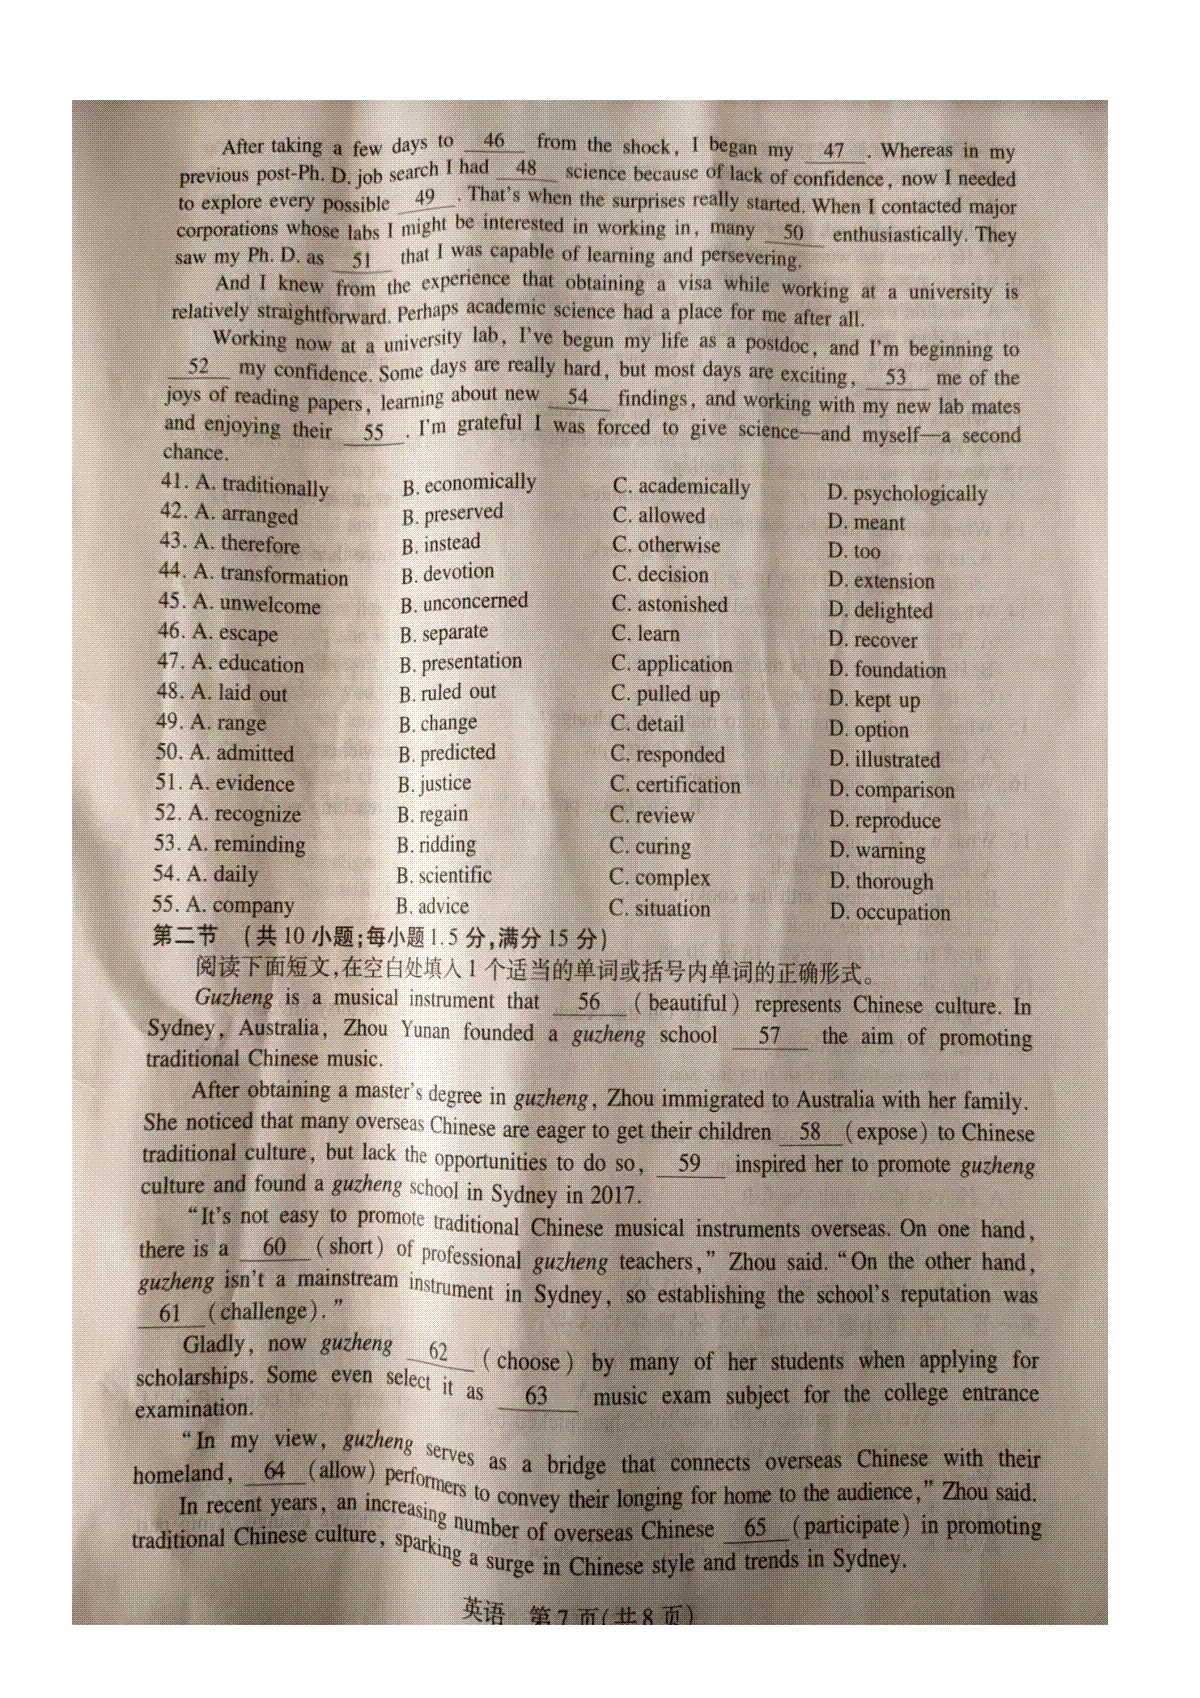 After taking a few days to 46 from the shock, I began my 47 . Whereas in my
previous post-Ph. D. job search I had 48 science because of lack of confidence, now I needed
to explore every possible 49 . That's when the surprises really started. When I contacted major
corporations whose labs I might be interested in working in, many 50 enthusiastically. They
saw my Ph. D. as 51 that I was capable of learning and persevering.
And I knew from the experience that obtaining a visa while working at a university is
relatively straightforward. Perhaps academic science had a place for me after all.
Working now at a university lab, I've begun my life as a postdoc, and I'm beginning to
52 my confidence. Some days are really hard, but most days are exciting, 53 me of the
joys of reading papers, learning about new 54 findings, and working with my new lab mates
and enjoying their 55 . I'm grateful I was forced to give science—and myself—a second
chance.
41. A. traditionally B. economically C. academically D. psychologically
42. A. arranged B. preserved C. allowed D. meant
43. A. therefore B. instead C. otherwise D. too
44. A. transformation B. devotion C. decision D. extension
45. A. unwelcome B. unconcerned C. astonished D. delighted
46. A. escape B. separate C. learn D. recover
47. A. education B. presentation C. application D. foundation
48. A. laid out B. ruled out C. pulled up D. kept up
49. A. range B. change C. detail D. option
50. A. admitted B. predicted C. responded D. illustrated
51. A. evidence B. justice C. certification D. comparison
52. A. recognize B. regain C. review D. reproduce
53. A. reminding B. ridding C. curing D. warning
54. A. daily B. scientific C. complex D. thorough
55. A. company B. advice C. situation D. occupation
第二节 (共 10 小题;每小题 1.5 分,满分 15 分)
阅读下面短文,在空白处填入 1 个适当的单词或括号内单词的正确形式。
Guzheng is a musical instrument that 56 (beautiful) represents Chinese culture. In
Sydney, Australia, Zhou Yunan founded a guzheng school 57 the aim of promoting
traditional Chinese music.
After obtaining a master's degree in guzheng, Zhou immigrated to Australia with her family.
She noticed that many overseas Chinese are eager to get their children 58 (expose) to Chinese
traditional culture, but lack the opportunities to do so, 59 inspired her to promote guzheng
culture and found a guzheng school in Sydney in 2017.
"It's not easy to promote traditional Chinese musical instruments overseas. On one hand,
there is a 60 (short) of professional guzheng teachers," Zhou said. "On the other hand,
guzheng isn't a mainstream instrument in Sydney, so establishing the school's reputation was
61 (challenge)."
Gladly, now guzheng 62 (choose) by many of her students when applying for
scholarships. Some even select it as 63 music exam subject for the college entrance
examination.
"In my view, guzheng serves as a bridge that connects overseas Chinese with their
homeland, 64 (allow) performers to convey their longing for home to the audience," Zhou said.
In recent years, an increasing number of overseas Chinese 65 (participate) in promoting
traditional Chinese culture, sparking a surge in Chinese style and trends in Sydney.
英语 第 7 页(共 8 页)